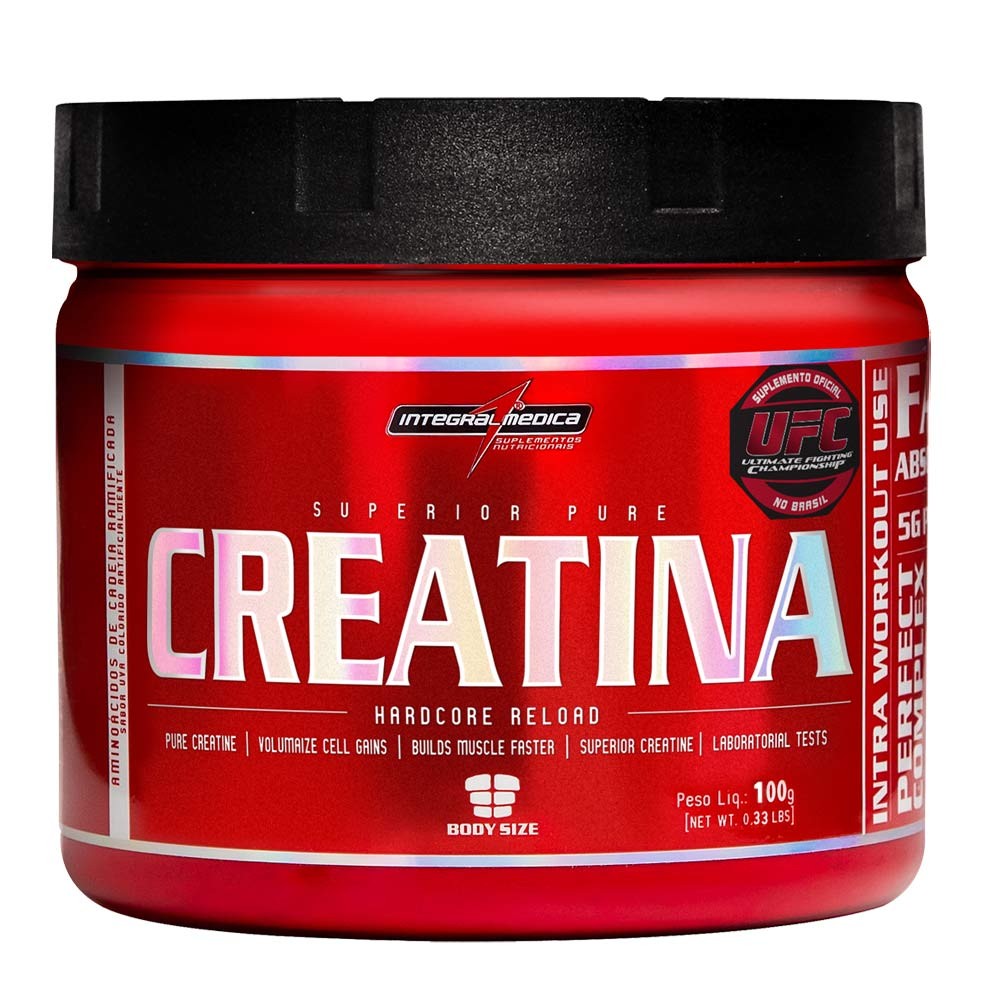 AMINOÁCIDOS DE CADEIA RAMIFICADA
SABOR UVA COLORIDO ARTIFICIALMENTE
INTEGRALMEDICA®
SUPLEMENTOS
NUTRICIONAIS
SUPLEMENTO OFICIAL
UFC
ULTIMATE FIGHTING
CHAMPIONSHIP
NO BRASIL
SUPERIOR PURE
CREATINA
HARDCORE RELOAD
PURE CREATINE | VOLUMAIZE CELL GAINS | BUILDS MUSCLE FASTER | SUPERIOR CREATINE | LABORATORIAL TESTS
BODY SIZE
Peso Liq.: 100g
[NET WT. 0.33 LBS]
INTRA WORKOUT USE
PERFECT
COMPLEX